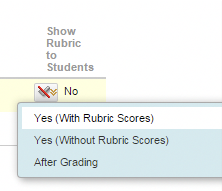 Show
Rubric
to
Students
No
Yes (With Rubric Scores)
Yes (Without Rubric Scores)
After Grading